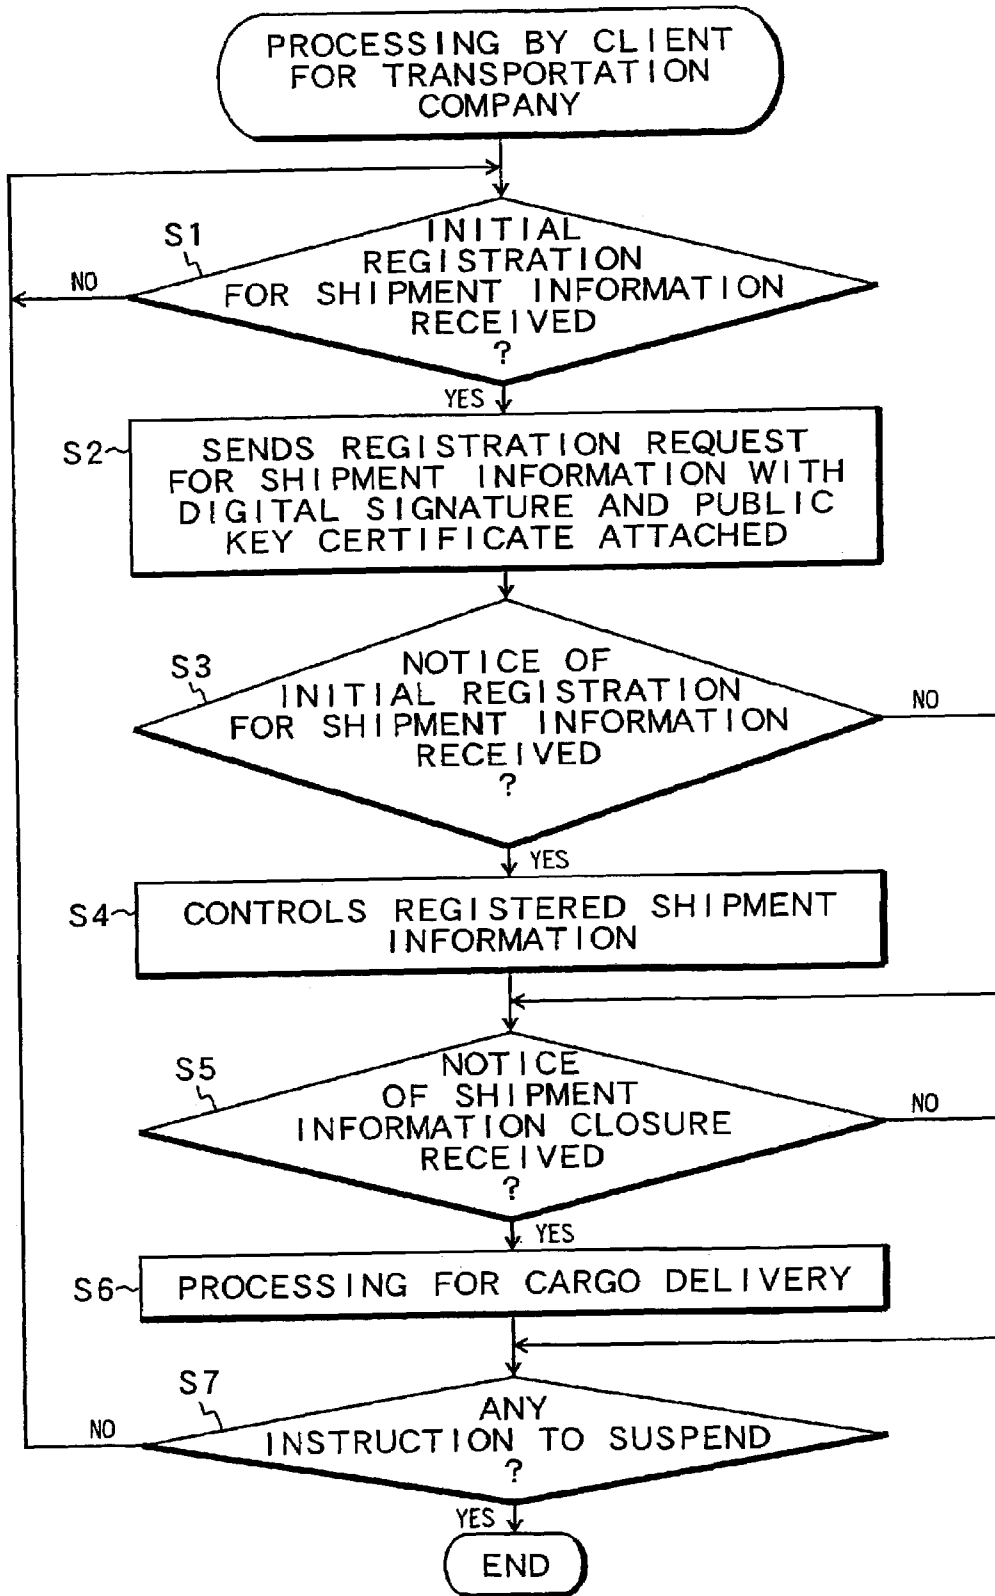 PROCESSING BY CLIENT
FOR TRANSPORTATION
COMPANY
S1
INITIAL
REGISTRATION
FOR SHIPMENT INFORMATION
RECEIVED
?
NO
YES
S2
SENDS REGISTRATION REQUEST
FOR SHIPMENT INFORMATION WITH
DIGITAL SIGNATURE AND PUBLIC
KEY CERTIFICATE ATTACHED
S3
NOTICE OF
INITIAL REGISTRATION
FOR SHIPMENT INFORMATION
RECEIVED
?
NO
YES
S4
CONTROLS REGISTERED SHIPMENT
INFORMATION
S5
NOTICE
OF SHIPMENT
INFORMATION CLOSURE
RECEIVED
?
NO
YES
S6
PROCESSING FOR CARGO DELIVERY
S7
ANY
INSTRUCTION TO SUSPEND
?
NO
YES
END